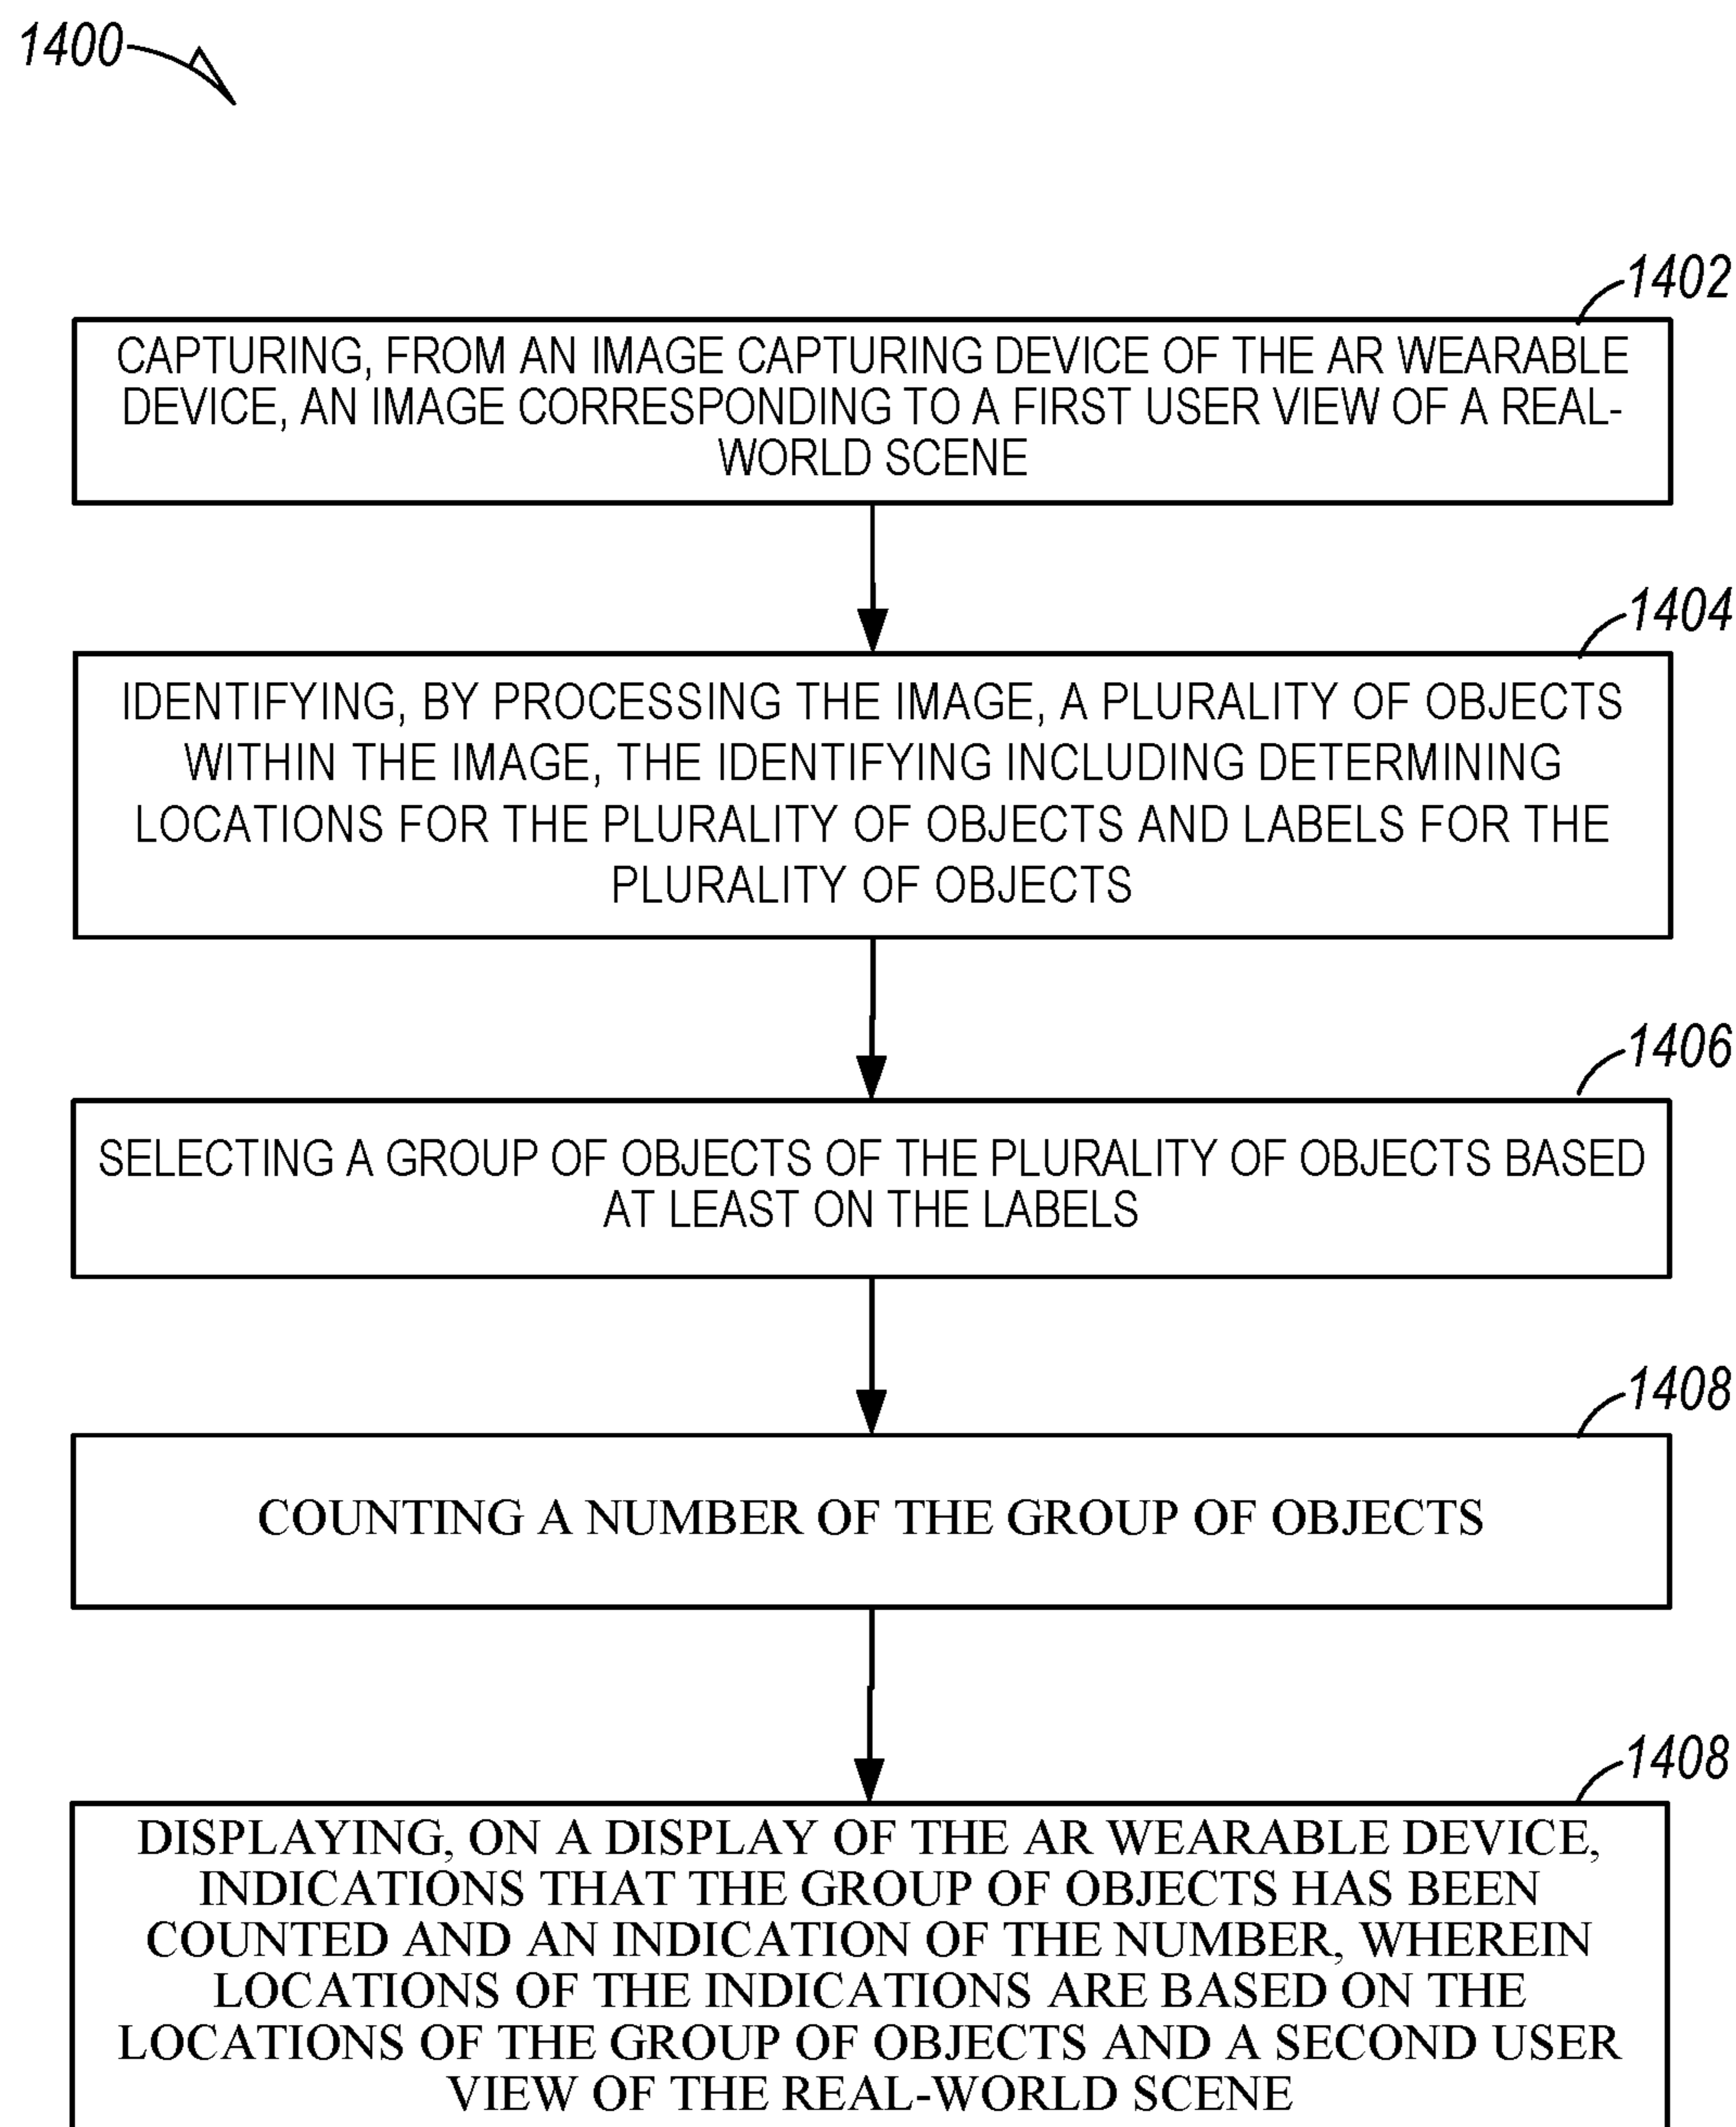 1400
1402
CAPTURING, FROM AN IMAGE CAPTURING DEVICE OF THE AR WEARABLE
DEVICE, AN IMAGE CORRESPONDING TO A FIRST USER VIEW OF A REAL-
WORLD SCENE
1404
IDENTIFYING, BY PROCESSING THE IMAGE, A PLURALITY OF OBJECTS
WITHIN THE IMAGE, THE IDENTIFYING INCLUDING DETERMINING
LOCATIONS FOR THE PLURALITY OF OBJECTS AND LABELS FOR THE
PLURALITY OF OBJECTS
1406
SELECTING A GROUP OF OBJECTS OF THE PLURALITY OF OBJECTS BASED
AT LEAST ON THE LABELS
1408
COUNTING A NUMBER OF THE GROUP OF OBJECTS
1408
DISPLAYING, ON A DISPLAY OF THE AR WEARABLE DEVICE,
INDICATIONS THAT THE GROUP OF OBJECTS HAS BEEN
COUNTED AND AN INDICATION OF THE NUMBER, WHEREIN
LOCATIONS OF THE INDICATIONS ARE BASED ON THE
LOCATIONS OF THE GROUP OF OBJECTS AND A SECOND USER
VIEW OF THE REAL-WORLD SCENE